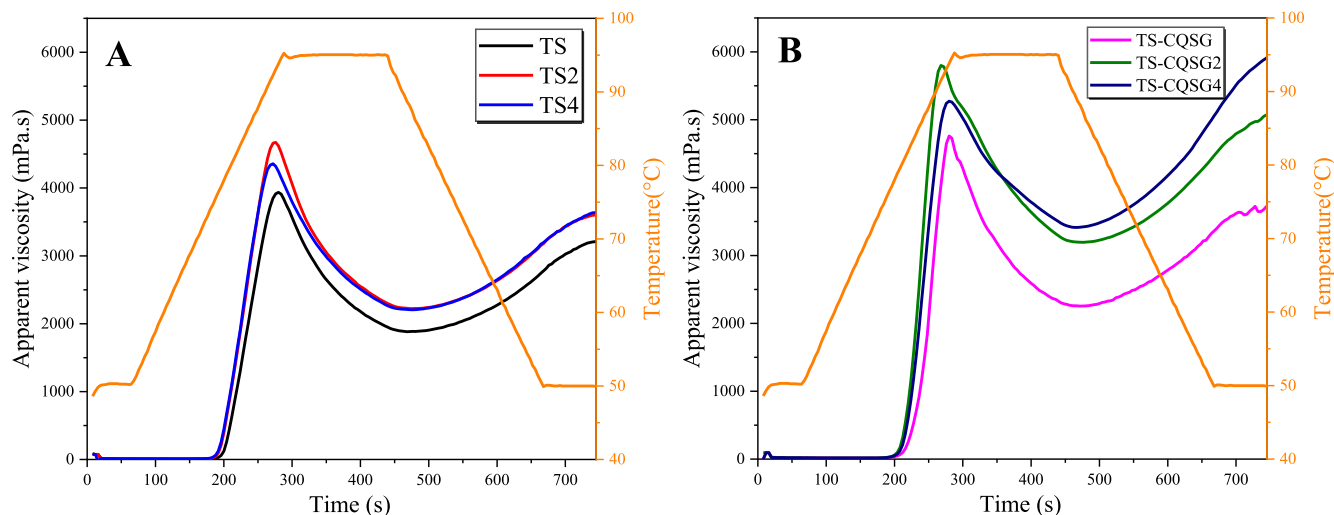 A
TS
TS2
TS4
Apparent viscosity (mPa.s)
6000
5000
4000
3000
2000
1000
0
0 100 200 300 400 500 600 700
Time (s)
100
90
80
70
60
50
40
Temperature(°C)
B
TS-CQSG
TS-CQSG2
TS-CQSG4
Apparent viscosity (mPa.s)
6000
5000
4000
3000
2000
1000
0
0 100 200 300 400 500 600 700
Time (s)
100
90
80
70
60
50
40
Temperature(°C)